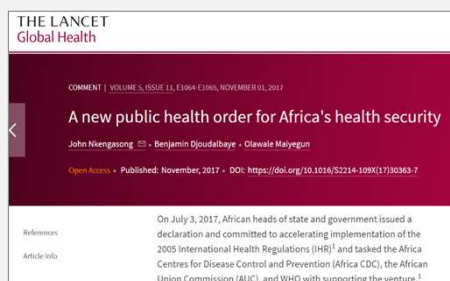 THE LANCET
Global Health
COMMENT | VOLUME 5, ISSUE 11, E1064-E1065, NOVEMBER 01, 2017
A new public health order for Africa's health security
John Nkengasong • Benjamin Djoudalbaye • Olawale Maiyegun
Open Access • Published: November, 2017 • DOI: https://doi.org/10.1016/S2214-109X(17)30363-7
References
Article Info
On July 3, 2017, African heads of state and government issued a
declaration and committed to accelerating implementation of the
2005 International Health Regulations (IHR)1 and tasked the Africa
Centres for Disease Control and Prevention (Africa CDC), the African
Union Commission (AUC), and WHO with supporting the venture.1